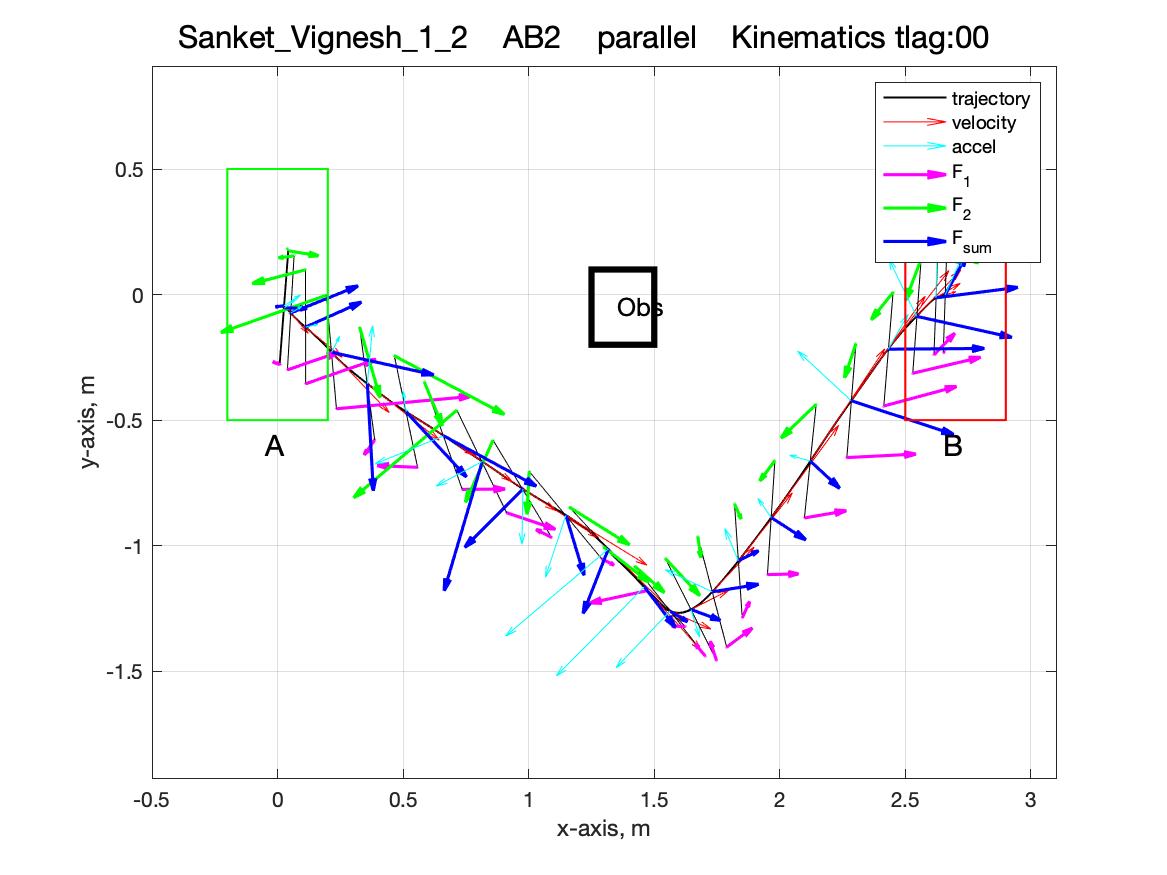 Sanket_Vignesh_1_2 AB2 parallel Kinematics tlag:00
trajectory
velocity
accel
F1
F2
Fsum
0.5
0
-0.5
-1
-1.5
y-axis, m
Obs
A
B
-0.5 0 0.5 1 1.5 2 2.5 3
x-axis, m